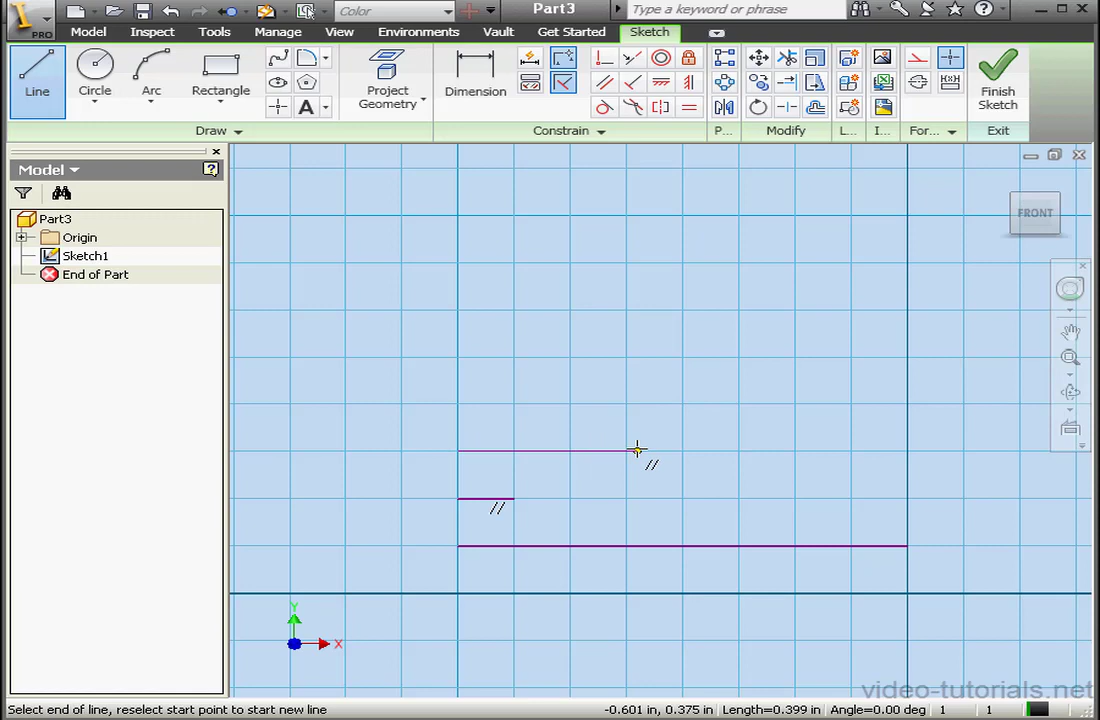 PRO
Color
Part3
Type a keyword or phrase
Model Inspect Tools Manage View Environments Vault Get Started Sketch
Line Circle Arc Rectangle Project Geometry Dimension Finish Sketch
Draw Constrain P... Modify L... I... For... Exit
Model
Part3
Origin
Sketch1
End of Part
FRONT
Y
X
video-tutorials.net
Select end of line, reselect start point to start new line -0.601 in, 0.375 in Length=0.399 in Angle=0.00 deg 1 1